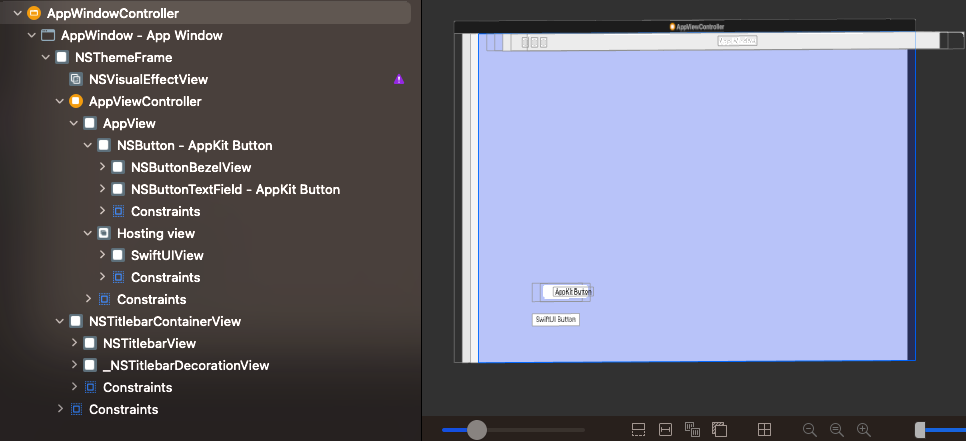 AppWindowController
AppWindow - App Window
NSThemeFrame
NSVisualEffectView
AppViewController
AppView
NSButton - AppKit Button
NSButtonBezelView
NSButtonTextField - AppKit Button
Constraints
Hosting view
SwiftUIView
Constraints
Constraints
NSTitlebarContainerView
NSTitlebarView
_NSTitlebarDecorationView
Constraints
Constraints
AppViewController
AppKit Button
SwiftUI Button